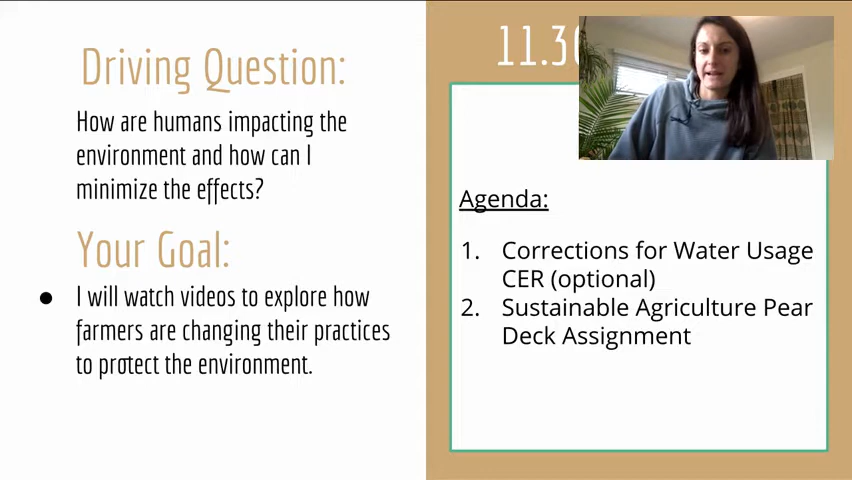 Driving Question:
How are humans impacting the
environment and how can I
minimize the effects?
Your Goal:
● I will watch videos to explore how
farmers are changing their practices
to protect the environment.
Agenda:
1. Corrections for Water Usage
CER (optional)
2. Sustainable Agriculture Pear
Deck Assignment